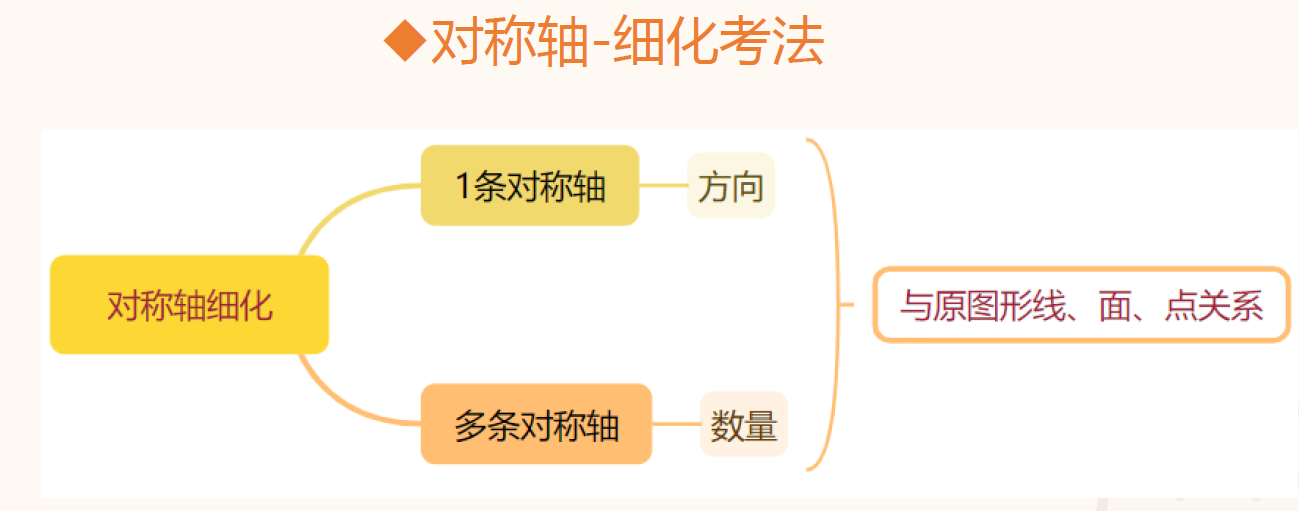 ◆对称轴-细化考法
1条对称轴
方向
对称轴细化
与原图形线、面、点关系
多条对称轴
数量